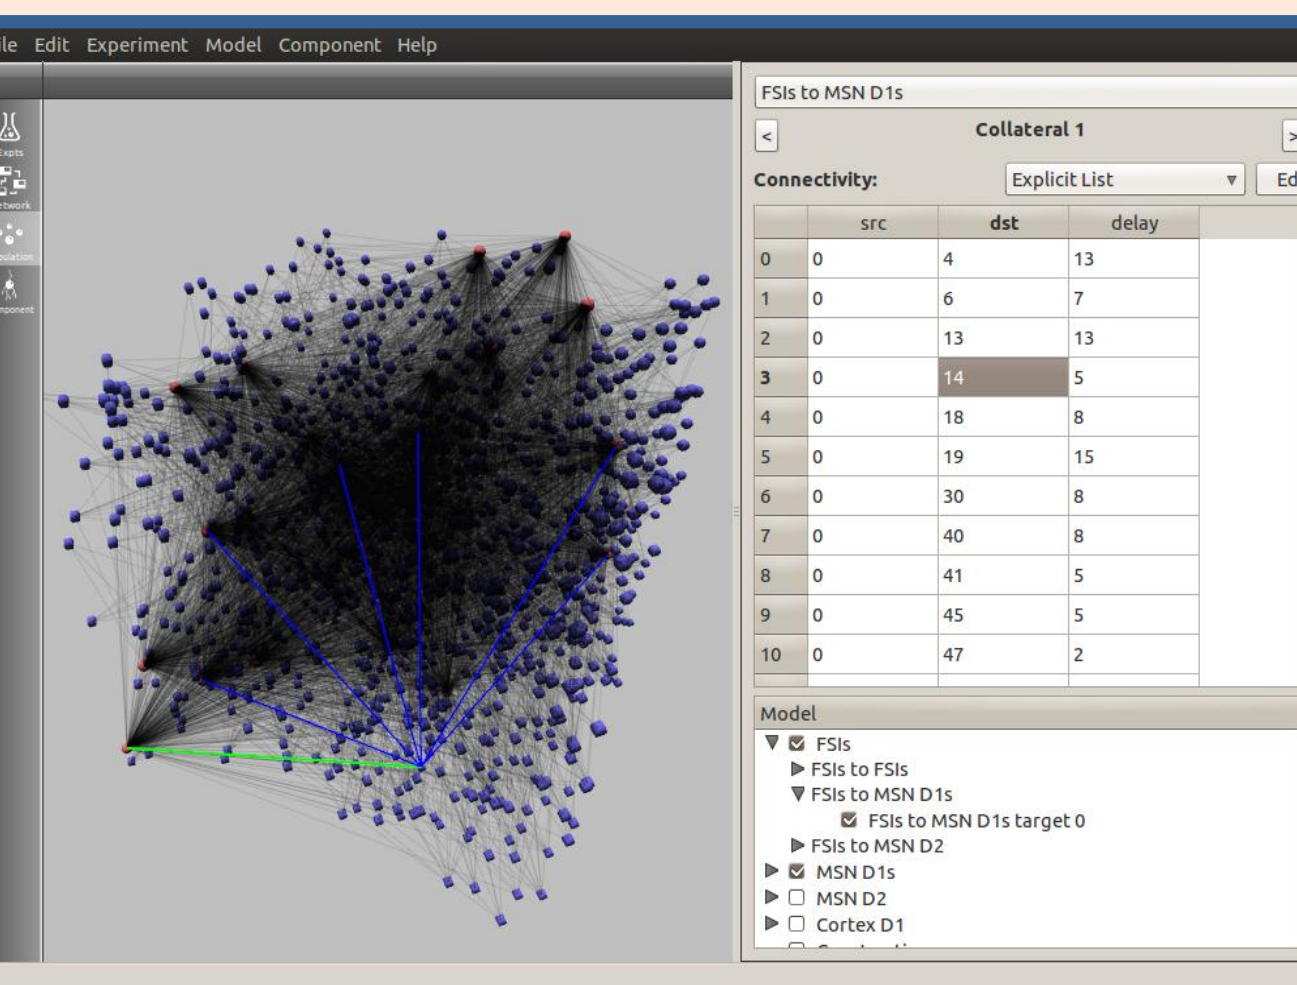 le Edit Experiment Model Component Help
Expts
etwork
pulation
mponent
FSIs to MSN D1s
< Collateral 1 >
Connectivity: Explicit List Ed
src dst delay
0 0 4 13
1 0 6 7
2 0 13 13
3 0 14 5
4 0 18 8
5 0 19 15
6 0 30 8
7 0 40 8
8 0 41 5
9 0 45 5
10 0 47 2
Model
FSIs
FSIs to FSIs
FSIs to MSN D1s
FSIs to MSN D1s target 0
FSIs to MSN D2
MSN D1s
MSN D2
Cortex D1